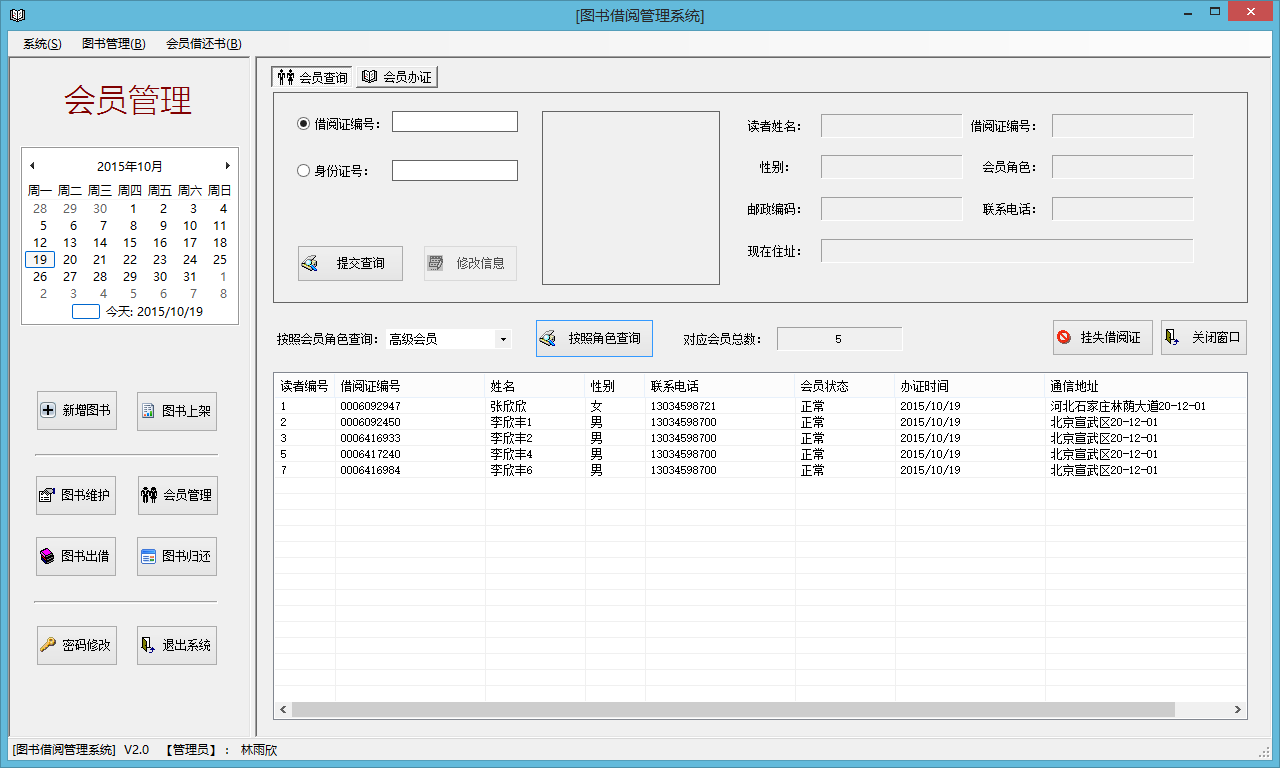 [图书借阅管理系统]
系统(S) 图书管理(B) 会员借还书(B)
会员管理
2015年10月
周一 周二 周三 周四 周五 周六 周日
28 29 30 1 2 3 4
5 6 7 8 9 10 11
12 13 14 15 16 17 18
19 20 21 22 23 24 25
26 27 28 29 30 31 1
2 3 4 5 6 7 8
今天: 2015/10/19
新增图书 图书上架
图书维护 会员管理
图书出借 图书归还
密码修改 退出系统
会员查询 会员办证
借阅证编号:
身份证号:
提交查询 修改信息
读者姓名: 借阅证编号:
性别: 会员角色:
邮政编码: 联系电话:
现在住址:
按照会员角色查询: 高级会员 按照角色查询 对应会员总数: 5 挂失借阅证 关闭窗口
读者编号 借阅证编号 姓名 性别 联系电话 会员状态 办证时间 通信地址
1 0006092947 张欣欣 女 13034598721 正常 2015/10/19 河北石家庄林荫大道20-12-01
2 0006092450 李欣丰1 男 13034598700 正常 2015/10/19 北京宣武区20-12-01
3 0006416933 李欣丰2 男 13034598700 正常 2015/10/19 北京宣武区20-12-01
5 0006417240 李欣丰4 男 13034598700 正常 2015/10/19 北京宣武区20-12-01
7 0006416984 李欣丰6 男 13034598700 正常 2015/10/19 北京宣武区20-12-01
[图书借阅管理系统] V2.0 【管理员】: 林雨欣